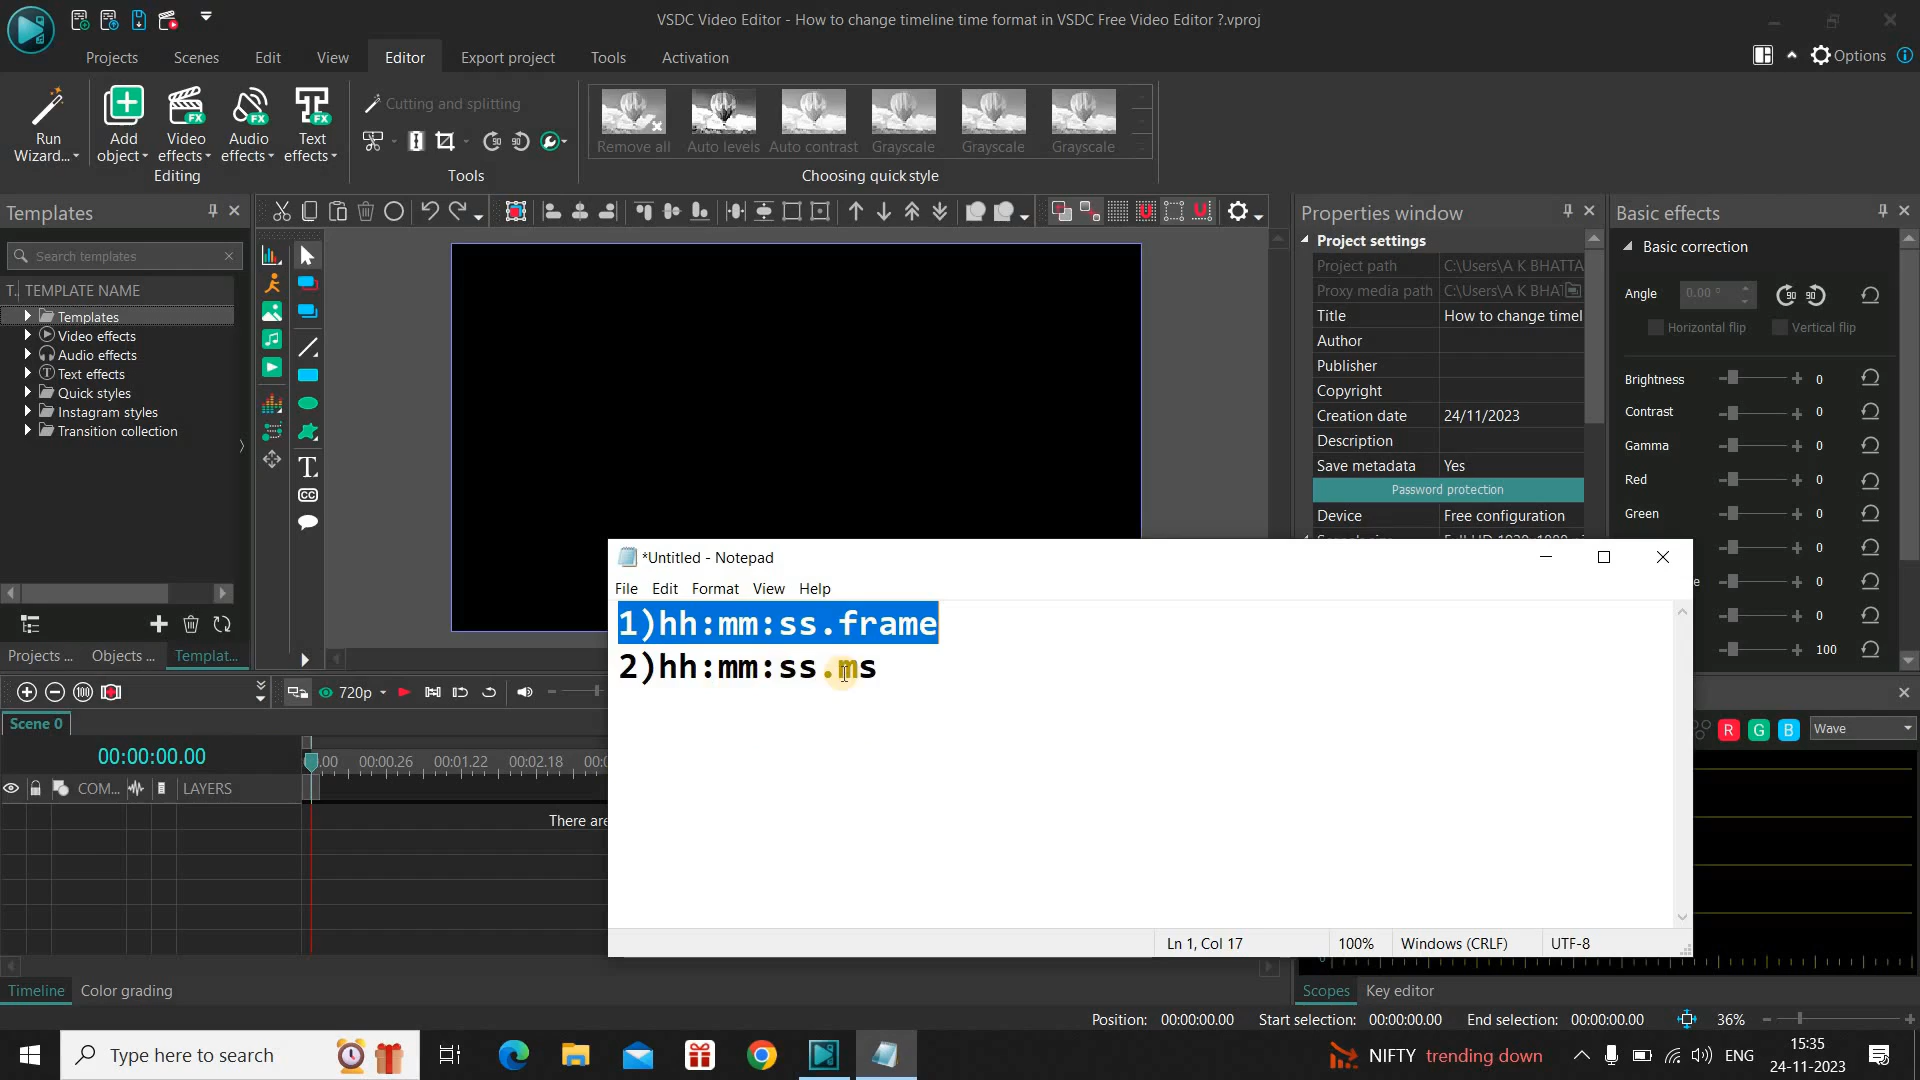 VSDC Video Editor - How to change timeline time format in VSDC Free Video Editor ?.vproj
Projects Scenes Edit View Editor Export project Tools Activation Options
Run Wizard...
Add object
Video effects
Audio effects
Text effects
Editing
Cutting and splitting
Tools
Remove all Auto levels Auto contrast Grayscale Grayscale Grayscale
Choosing quick style
Templates
Search templates
T.. TEMPLATE NAME
Templates
Video effects
Audio effects
Text effects
Quick styles
Instagram styles
Transition collection
Projects ... Objects ... Templat...
Properties window
Project settings
Project path C:\Users\A K BHATTA
Proxy media path C:\Users\A K BHAT
Title How to change timel
Author
Publisher
Copyright
Creation date 24/11/2023
Description
Save metadata Yes
Password protection
Device Free configuration
Basic effects
Basic correction
Angle 0.00 °
Horizontal flip Vertical flip
Brightness 0
Contrast 0
Gamma 0
Red 0
Green 0
0
0
0
100
*Untitled - Notepad
File Edit Format View Help
1)hh:mm:ss.frame
2)hh:mm:ss.ms
Ln 1, Col 17 100% Windows (CRLF) UTF-8
720p
Scene 0
00:00:00.00
.00 00:00.26 00:01.22 00:02.18 00:0
COM... LAYERS
There are
R G B Wave
Timeline Color grading
Scopes Key editor
Position: 00:00:00.00 Start selection: 00:00:00.00 End selection: 00:00:00.00 36%
Type here to search
NIFTY trending down
ENG
15:35
24-11-2023